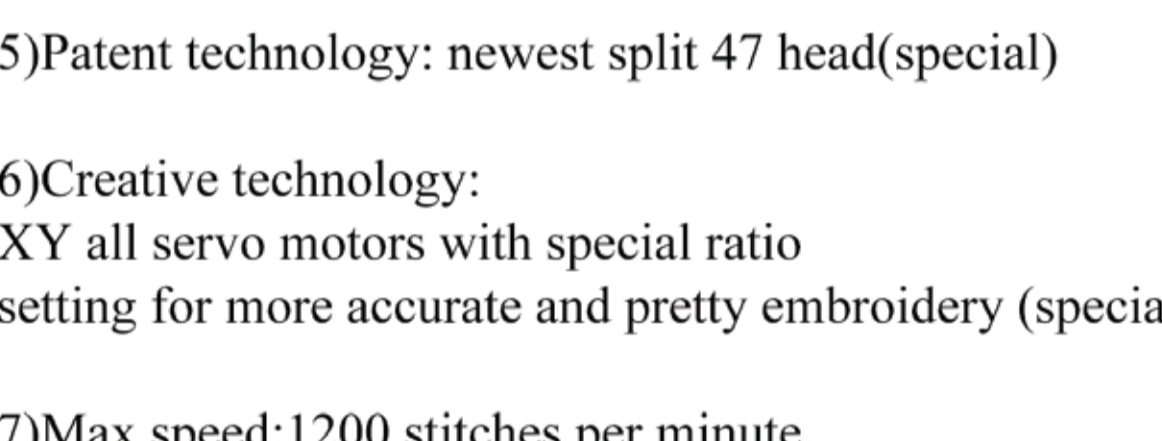 5)Patent technology: newest split 47 head(special)
6)Creative technology:
XY all servo motors with special ratio
setting for more accurate and pretty embroidery (specia
7)Max speed:1200 stitches per minute